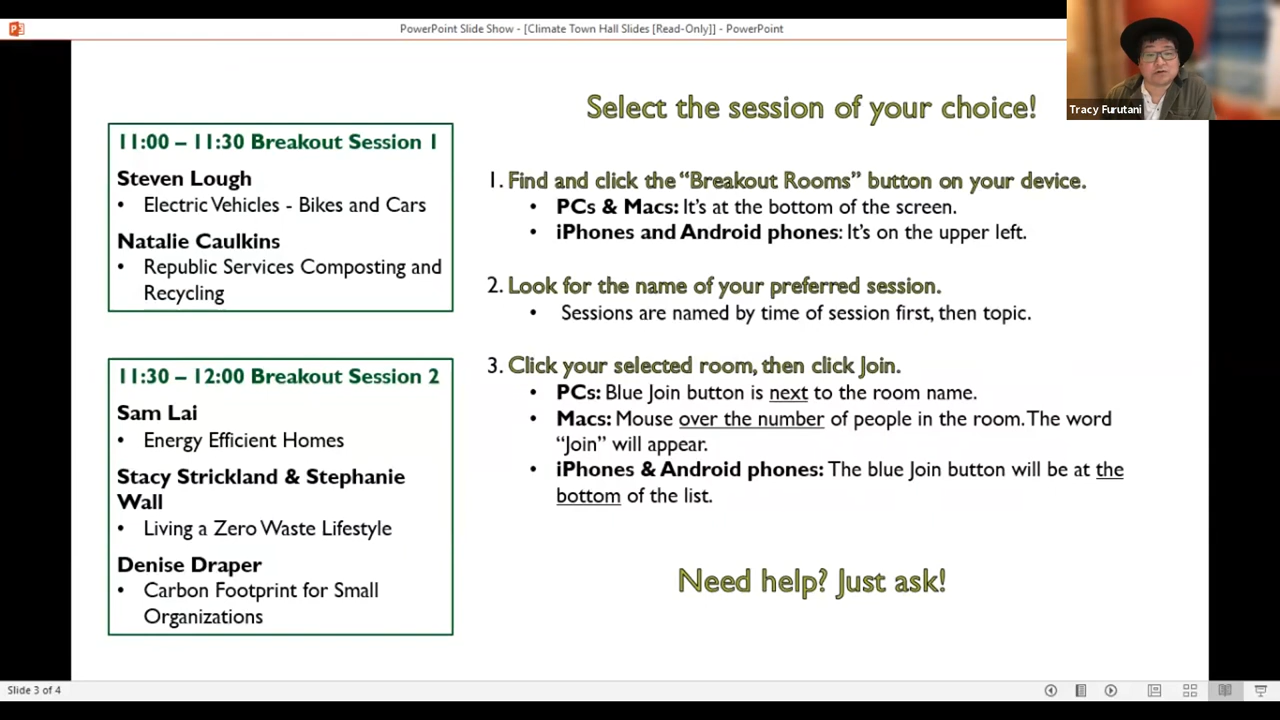 PowerPoint Slide Show - [Climate Town Hall Slides [Read-Only]] - PowerPoint
Tracy Furutani
11:00 – 11:30 Breakout Session 1
Steven Lough
• Electric Vehicles - Bikes and Cars
Natalie Caulkins
• Republic Services Composting and
Recycling
11:30 – 12:00 Breakout Session 2
Sam Lai
• Energy Efficient Homes
Stacy Strickland & Stephanie
Wall
• Living a Zero Waste Lifestyle
Denise Draper
• Carbon Footprint for Small
Organizations
Select the session of your choice!
1. Find and click the “Breakout Rooms” button on your device.
• PCs & Macs: It’s at the bottom of the screen.
• iPhones and Android phones: It’s on the upper left.
2. Look for the name of your preferred session.
• Sessions are named by time of session first, then topic.
3. Click your selected room, then click Join.
• PCs: Blue Join button is next to the room name.
• Macs: Mouse over the number of people in the room. The word
“Join” will appear.
• iPhones & Android phones: The blue Join button will be at the
bottom of the list.
Need help? Just ask!
Slide 3 of 4